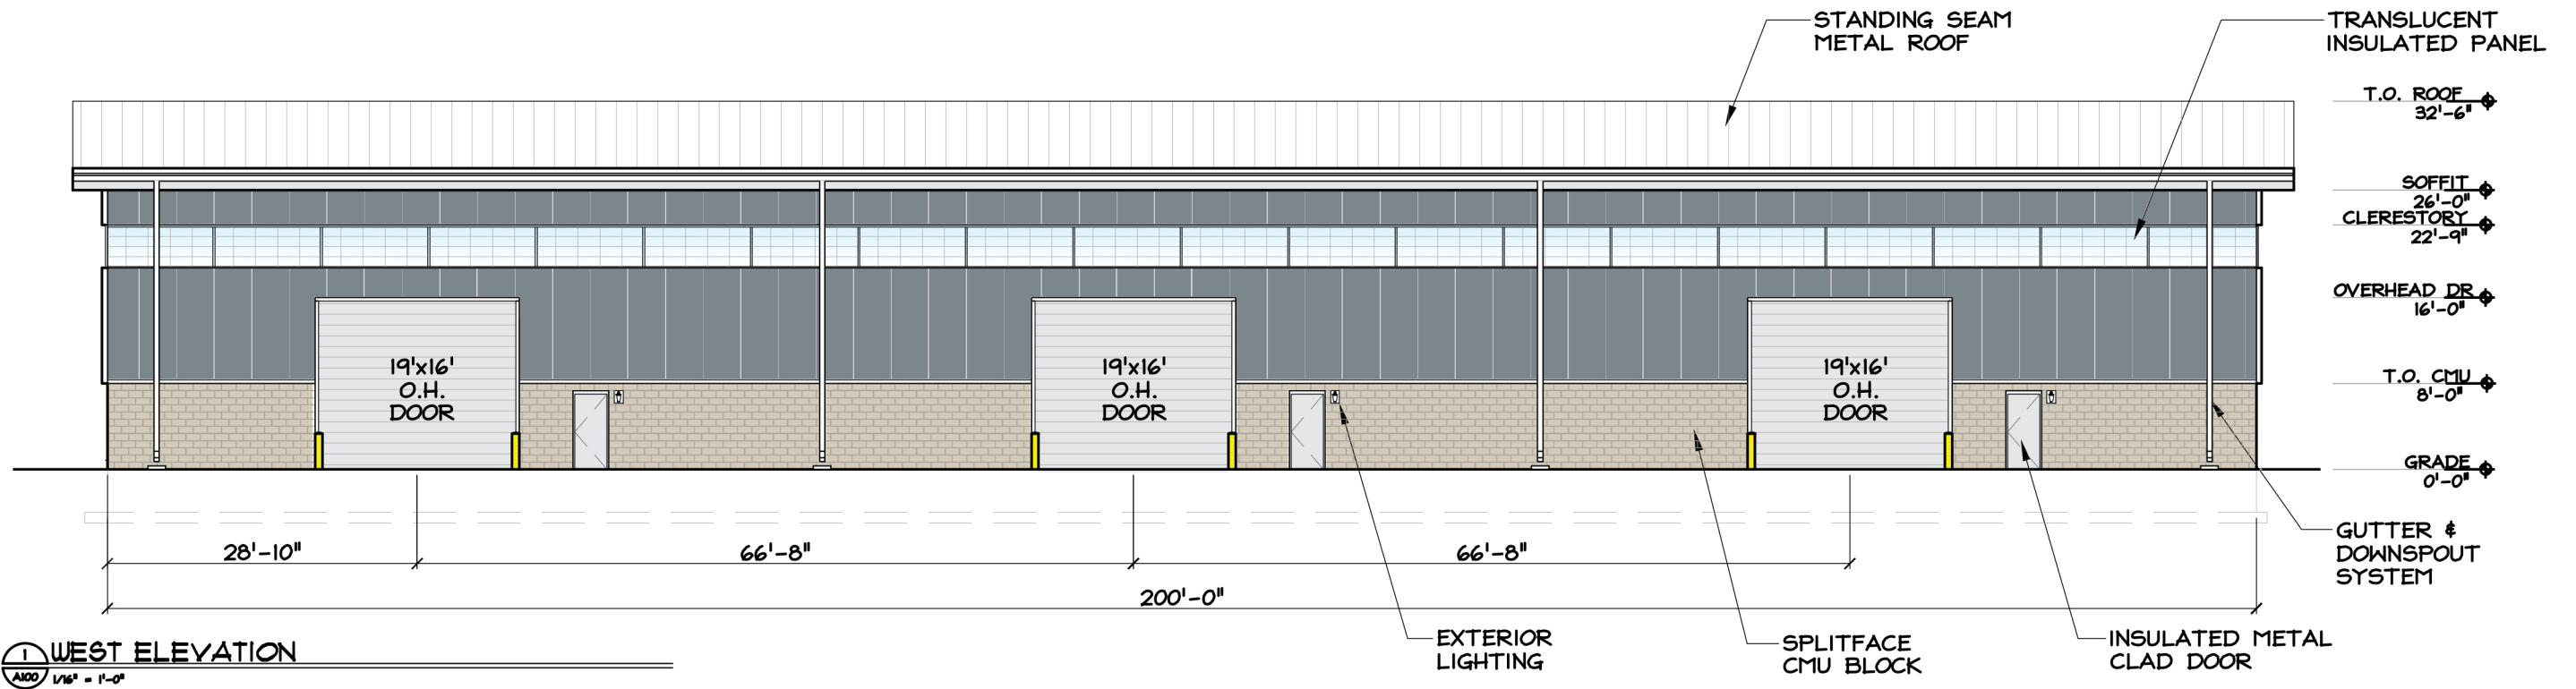 STANDING SEAM
METAL ROOF
TRANSLUCENT
INSULATED PANEL
T.O. ROOF
32'-6"
SOFFIT
26'-0"
CLERESTORY
22'-9"
OVERHEAD DR
16'-0"
T.O. CMU
8'-0"
GRADE
0'-0"
19'x16'
O.H.
DOOR
19'x16'
O.H.
DOOR
19'x16'
O.H.
DOOR
28'-10"
66'-8"
66'-8"
200'-0"
GUTTER &
DOWNSPOUT
SYSTEM
EXTERIOR
LIGHTING
SPLITFACE
CMU BLOCK
INSULATED METAL
CLAD DOOR
1
A100
WEST ELEVATION
1/16" = 1'-0"